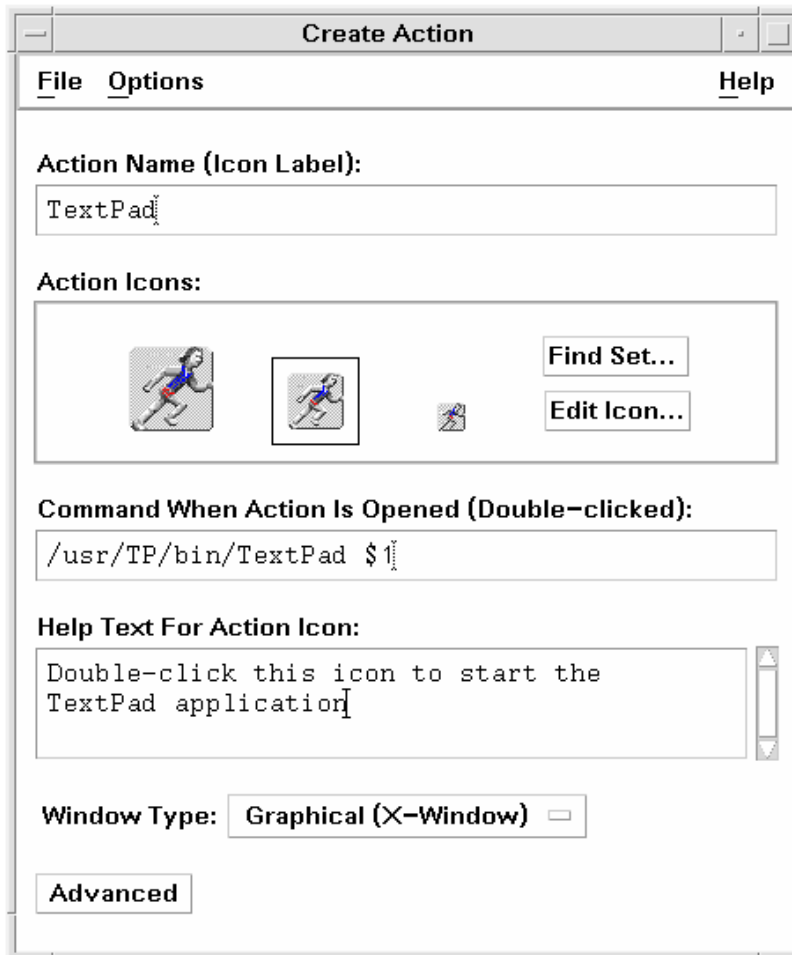 Create Action
File Options Help
Action Name (Icon Label):
TextPad
Action Icons:
Find Set...
Edit Icon...
Command When Action Is Opened (Double-clicked):
/usr/TP/bin/TextPad $1
Help Text For Action Icon:
Double-click this icon to start the
TextPad application
Window Type: Graphical (X-Window)
Advanced